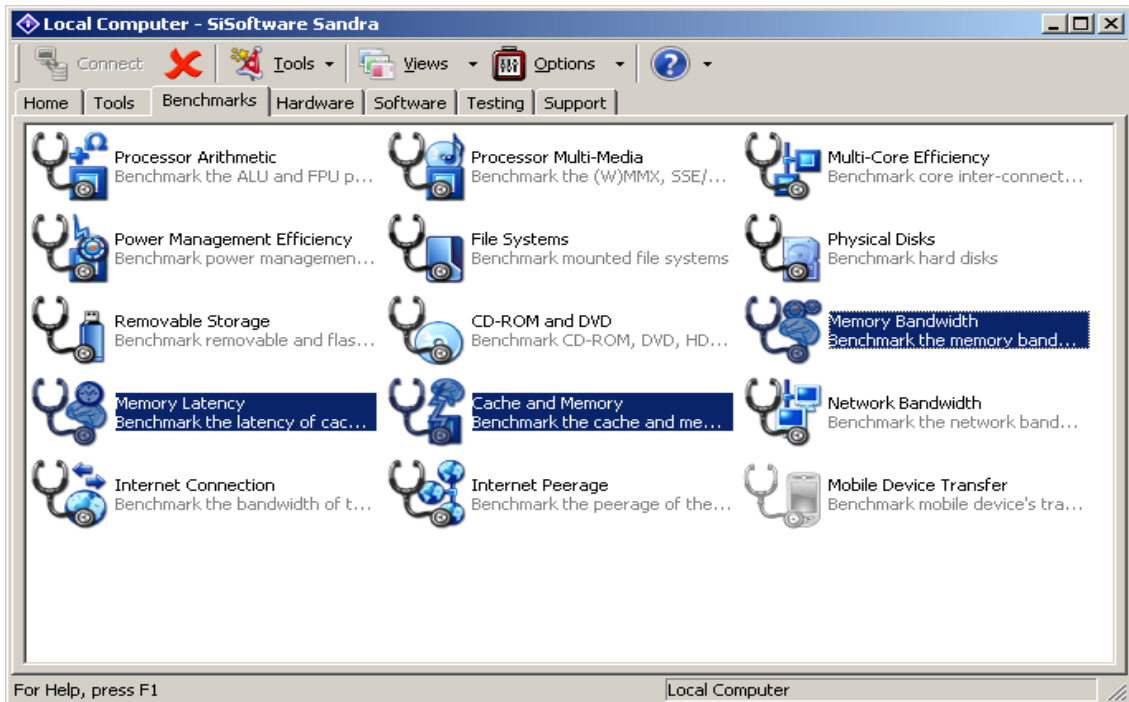 Local Computer - SiSoftware Sandra
Connect Tools Views Options
Home Tools Benchmarks Hardware Software Testing Support
Processor Arithmetic
Benchmark the ALU and FPU p...
Processor Multi-Media
Benchmark the (W)MMX, SSE/...
Multi-Core Efficiency
Benchmark core inter-connect...
Power Management Efficiency
Benchmark power managemen...
File Systems
Benchmark mounted file systems
Physical Disks
Benchmark hard disks
Removable Storage
Benchmark removable and flas...
CD-ROM and DVD
Benchmark CD-ROM, DVD, HD...
Memory Bandwidth
Benchmark the memory band...
Memory Latency
Benchmark the latency of cac...
Cache and Memory
Benchmark the cache and me...
Network Bandwidth
Benchmark the network band...
Internet Connection
Benchmark the bandwidth of t...
Internet Peerage
Benchmark the peerage of the...
Mobile Device Transfer
Benchmark mobile device's tra...
For Help, press F1
Local Computer